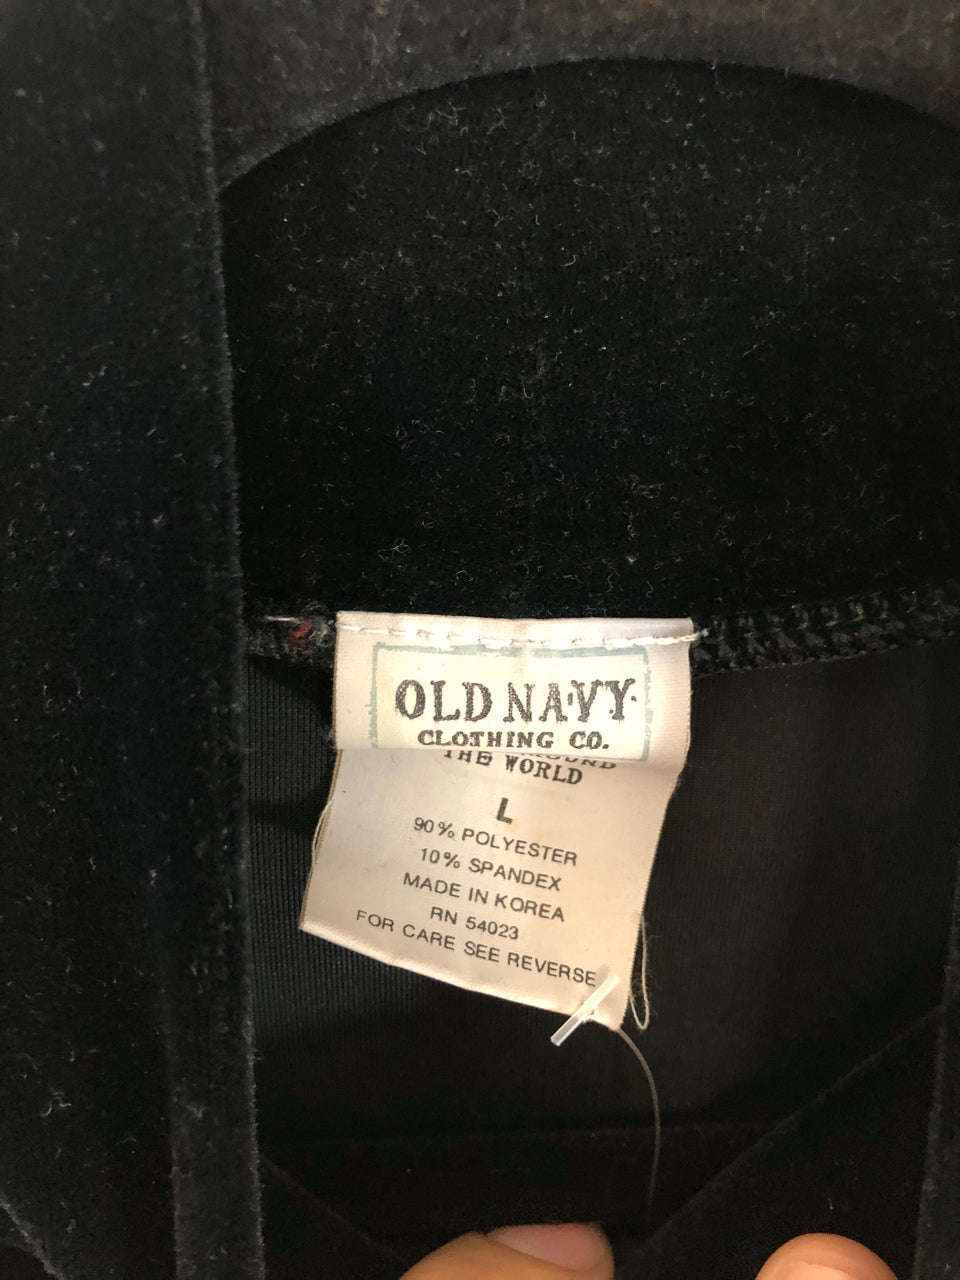 OLD NAVY
CLOTHING CO.
THE WORLD
L
90% POLYESTER
10% SPANDEX
MADE IN KOREA
RN 54023
FOR CARE SEE REVERSE